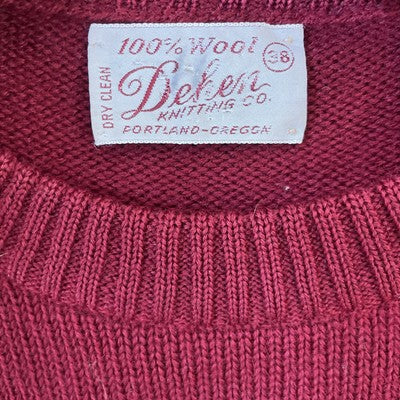 100% WOOL 38
DRY CLEAN
Dehen
KNITTING CO.
PORTLAND-OREGON